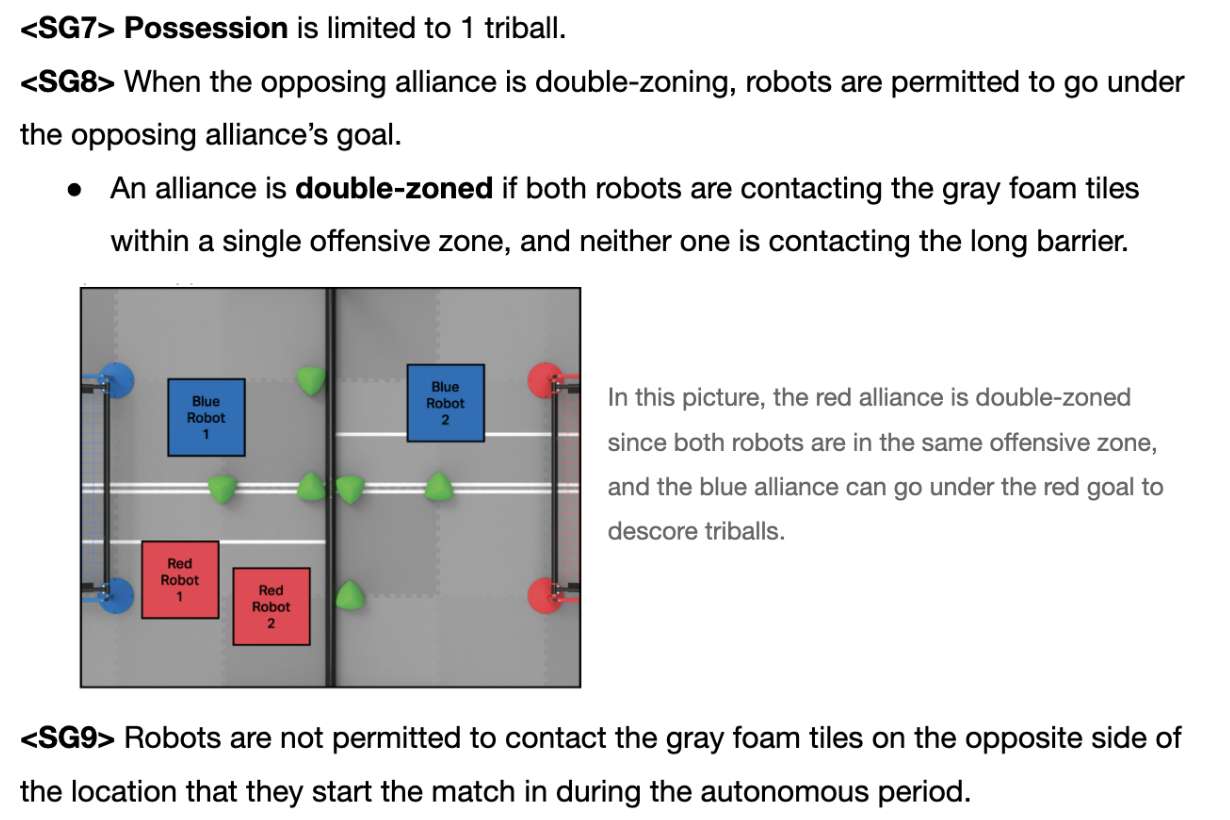 <SG7> Possession is limited to 1 triball.
<SG8> When the opposing alliance is double-zoning, robots are permitted to go under
the opposing alliance’s goal.
● An alliance is double-zoned if both robots are contacting the gray foam tiles
within a single offensive zone, and neither one is contacting the long barrier.
Blue
Robot
1
Blue
Robot
2
Red
Robot
1
Red
Robot
2
In this picture, the red alliance is double-zoned
since both robots are in the same offensive zone,
and the blue alliance can go under the red goal to
descore triballs.
<SG9> Robots are not permitted to contact the gray foam tiles on the opposite side of
the location that they start the match in during the autonomous period.